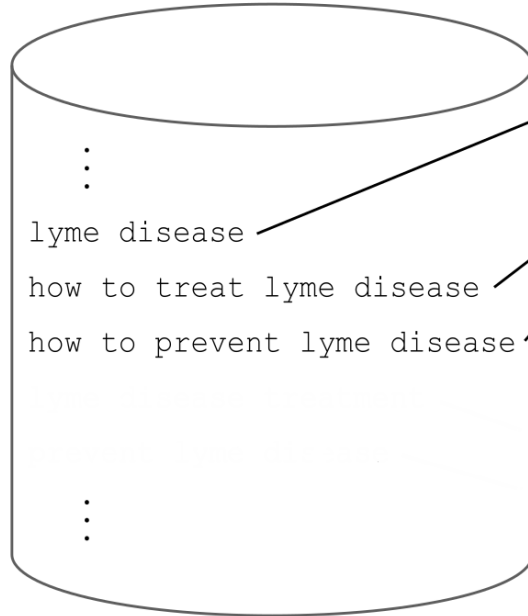 ⋮
lyme disease
how to treat lyme disease
how to prevent lyme disease
⋮